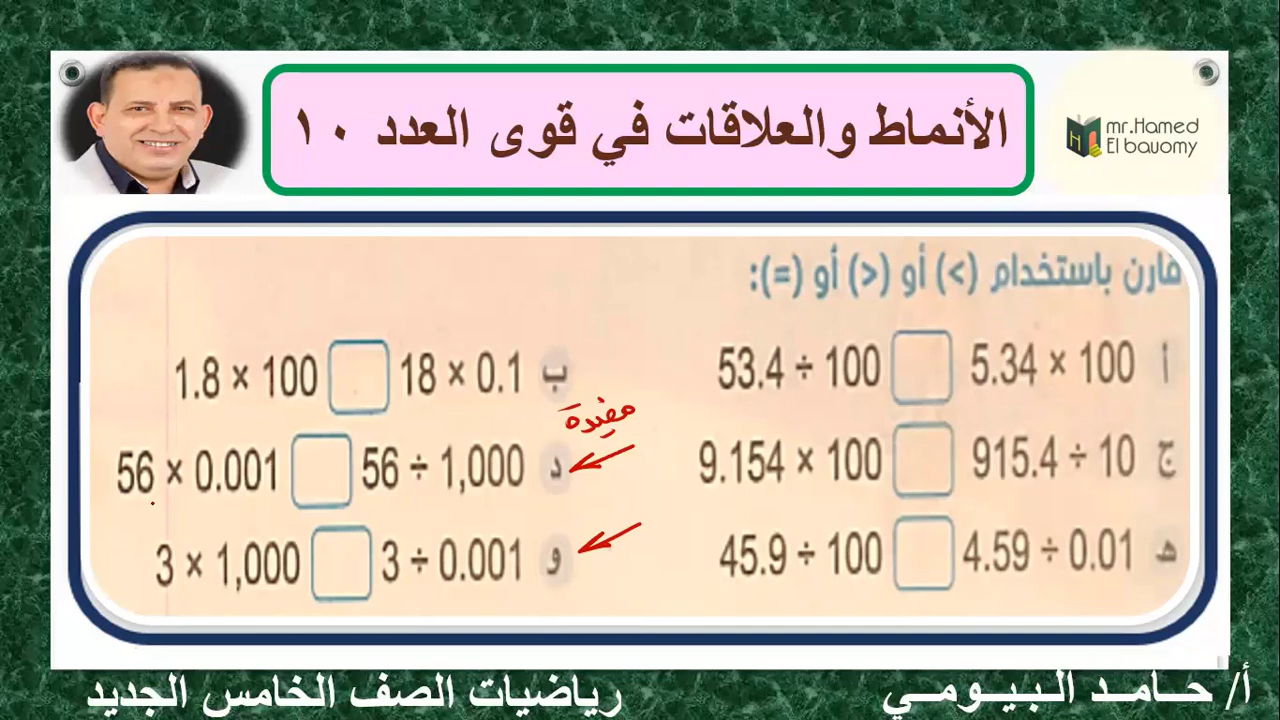 الأنماط والعلاقات في قوى العدد ١٠
mr.Hamed
El bauomy
قارن باستخدام (>) أو (<) أو (=):
أ 5.34 × 100 53.4 ÷ 100
ب 18 × 0.1 1.8 × 100
مفيدة
ج 915.4 ÷ 10 9.154 × 100
د 56 ÷ 1,000 56 × 0.001
هـ 4.59 ÷ 0.01 45.9 ÷ 100
و 3 ÷ 0.001 3 × 1,000
أ/ حـامـد الـبـيـومـي
رياضيات الصف الخامس الجديد